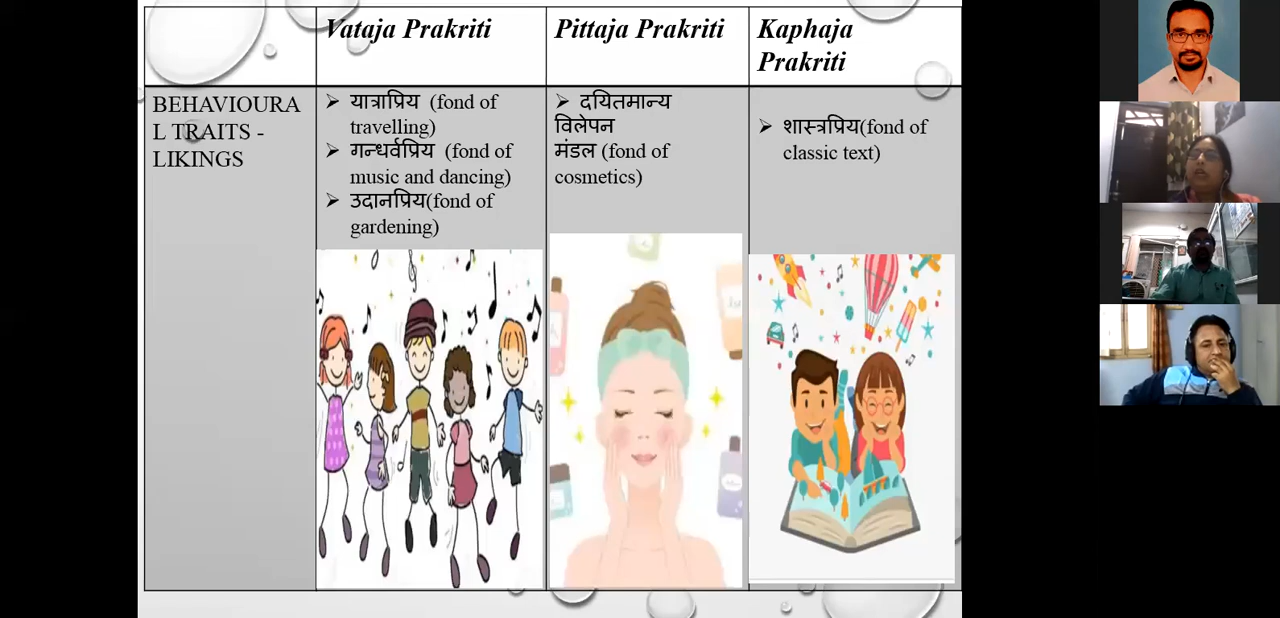 Vataja Prakriti
Pittaja Prakriti
Kaphaja
Prakriti
BEHAVIOURA
L TRAITS -
LIKINGS
➢ यात्राप्रिय (fond of
travelling)
➢ गन्धर्वप्रिय (fond of
music and dancing)
➢ उदानप्रिय(fond of
gardening)
➢ दयितमान्य
विलेपन
मंडल (fond of
cosmetics)
➢ शास्त्रप्रिय(fond of
classic text)